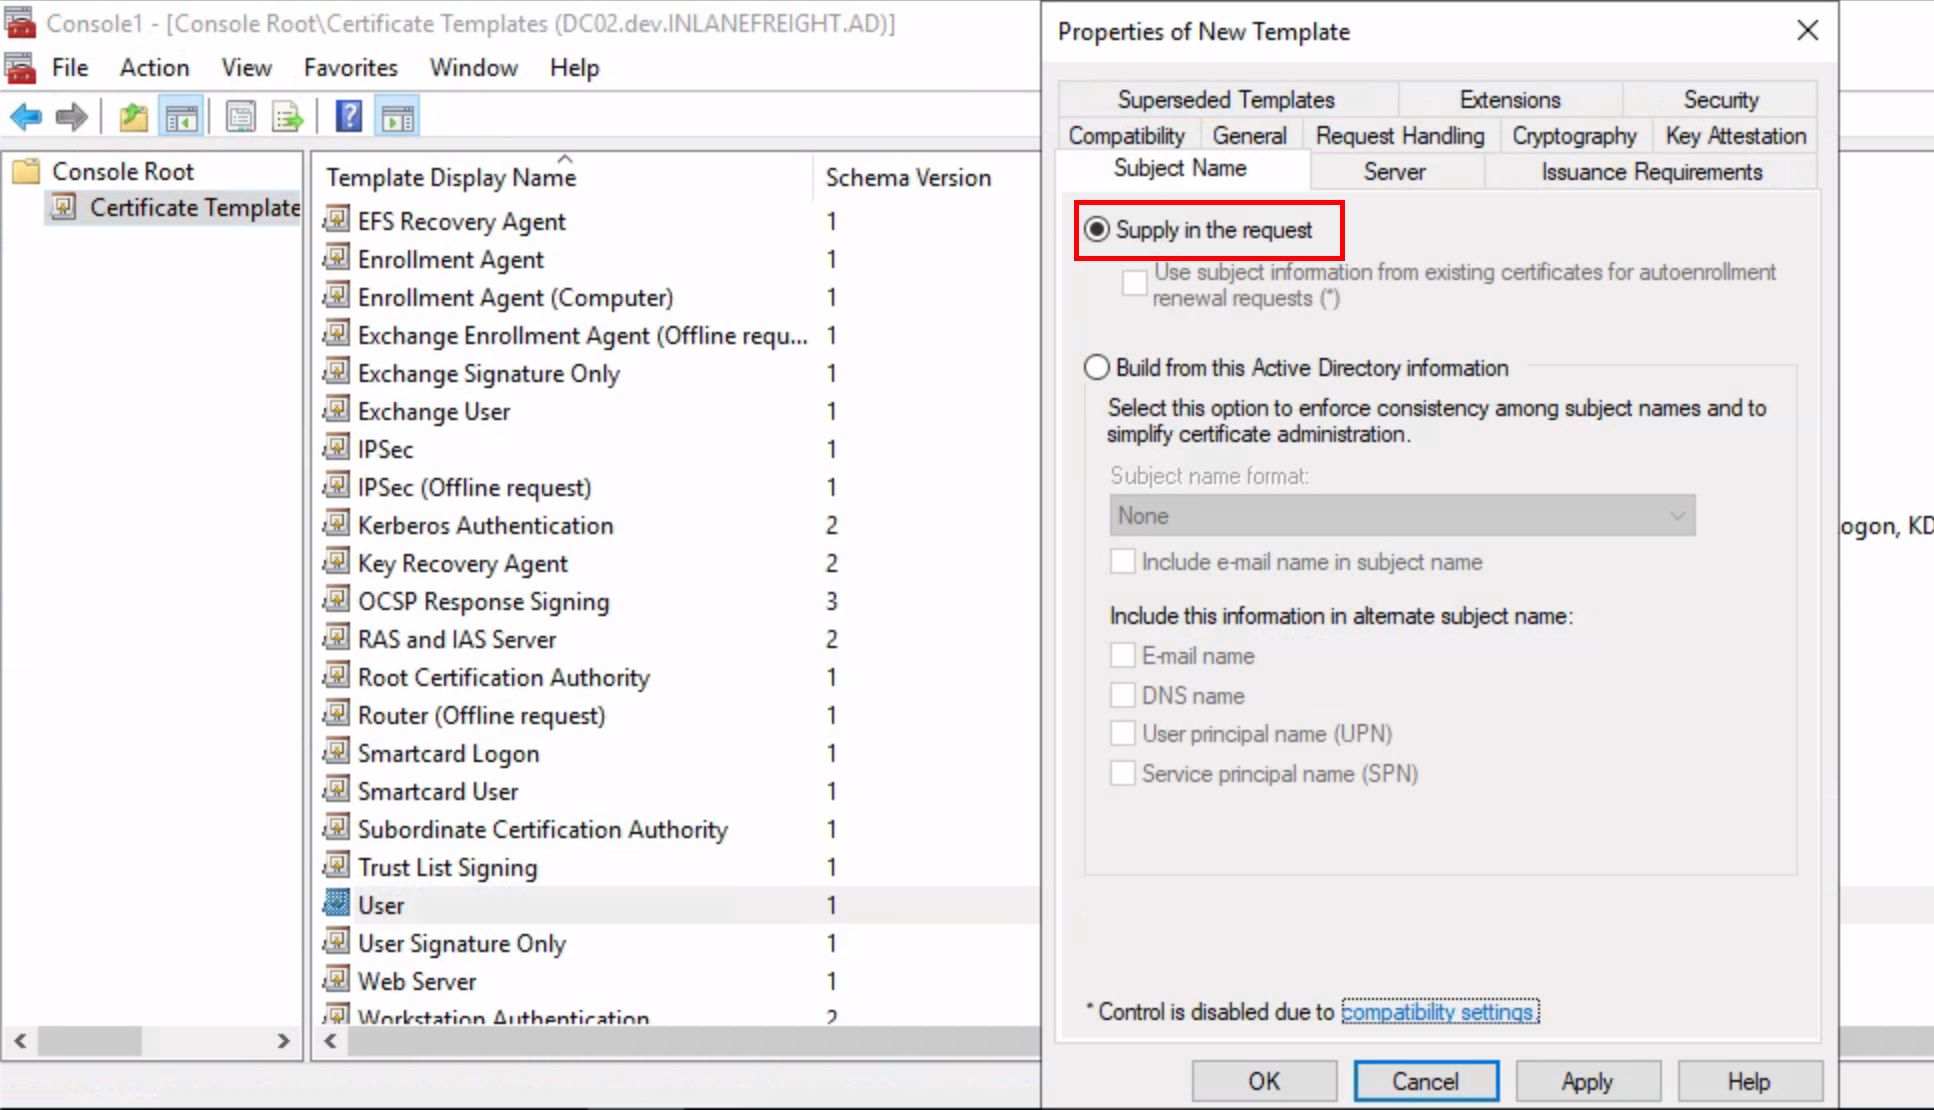 Console1 - [Console Root\Certificate Templates (DC02.dev.INLANEFREIGHT.AD)]
File Action View Favorites Window Help
Console Root
Certificate Template
Template Display Name Schema Version
EFS Recovery Agent 1
Enrollment Agent 1
Enrollment Agent (Computer) 1
Exchange Enrollment Agent (Offline requ... 1
Exchange Signature Only 1
Exchange User 1
IPSec 1
IPSec (Offline request) 1
Kerberos Authentication 2
Key Recovery Agent 2
OCSP Response Signing 3
RAS and IAS Server 2
Root Certification Authority 1
Router (Offline request) 1
Smartcard Logon 1
Smartcard User 1
Subordinate Certification Authority 1
Trust List Signing 1
User 1
User Signature Only 1
Web Server 1
Workstation Authentication 2
ogon, KD
Properties of New Template
Superseded Templates Extensions Security
Compatibility General Request Handling Cryptography Key Attestation
Subject Name Server Issuance Requirements
Supply in the request
Use subject information from existing certificates for autoenrollment
renewal requests (*)
Build from this Active Directory information
Select this option to enforce consistency among subject names and to
simplify certificate administration.
Subject name format:
None
Include e-mail name in subject name
Include this information in alternate subject name:
E-mail name
DNS name
User principal name (UPN)
Service principal name (SPN)
* Control is disabled due to compatibility settings.
OK Cancel Apply Help